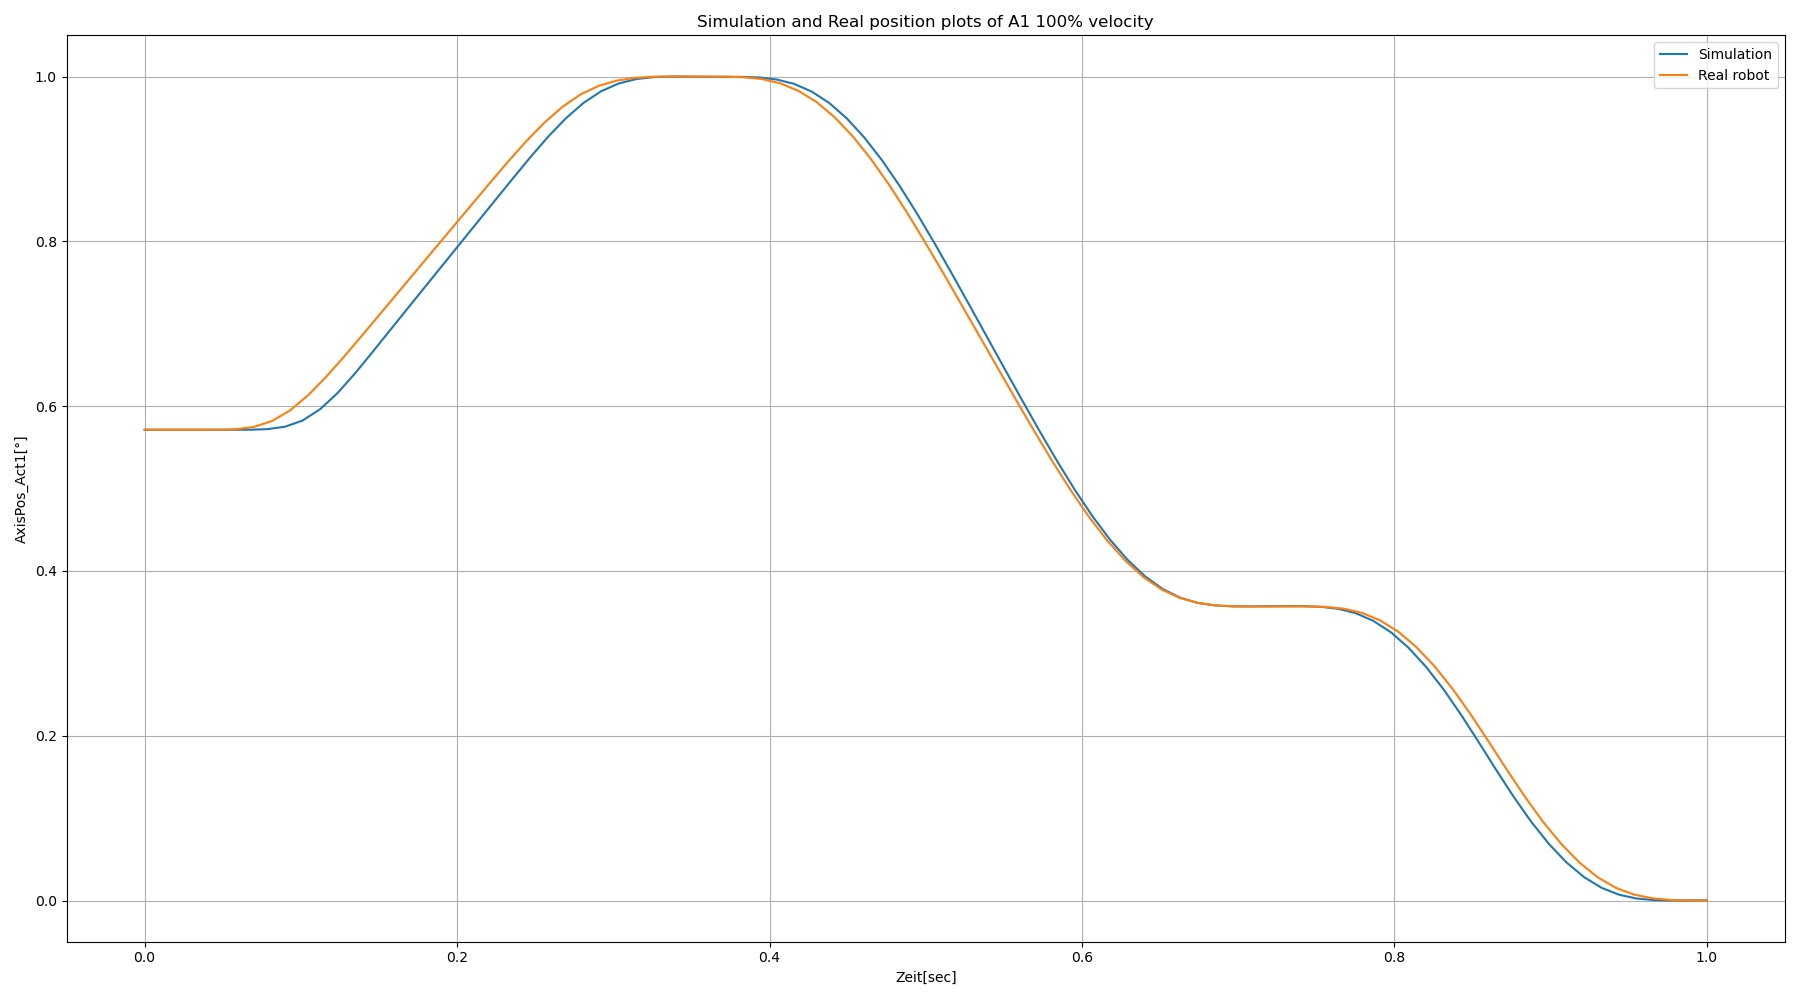 Simulation and Real position plots of A1 100% velocity
Simulation
Real robot
AxisPos_Act1[°]
1.0
0.8
0.6
0.4
0.2
0.0
0.0 0.2 0.4 0.6 0.8 1.0
Zeit[sec]